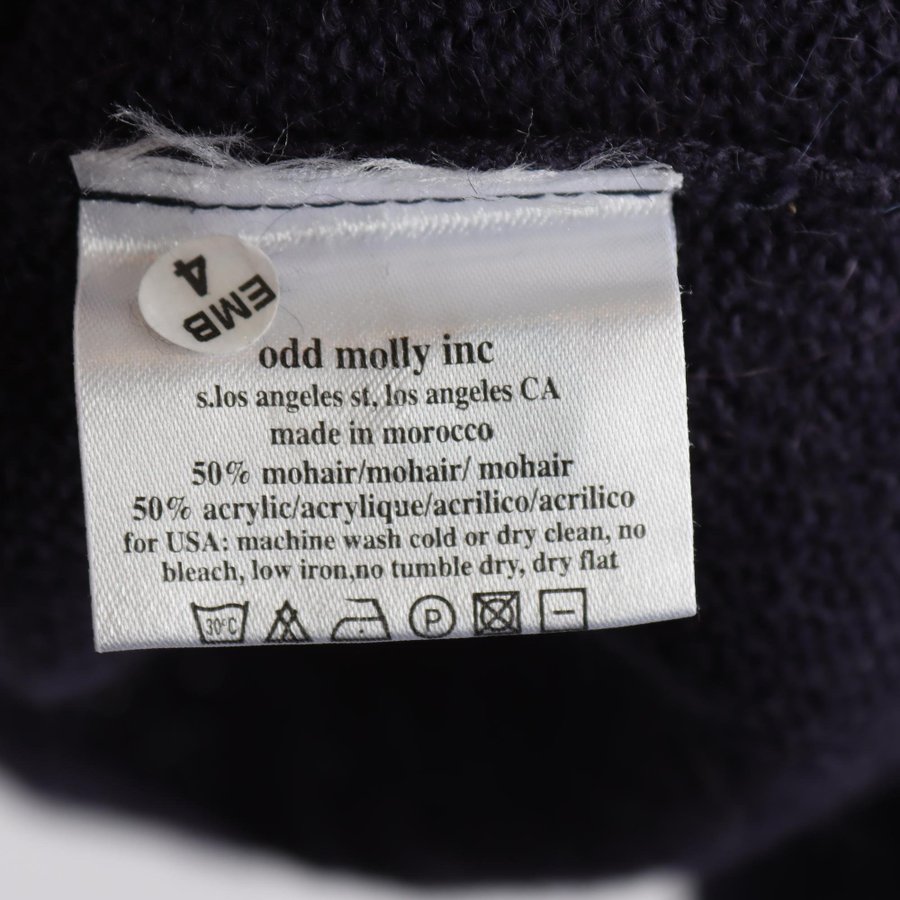 EMB
4
odd molly inc
s.los angeles st, los angeles CA
made in morocco
50% mohair/mohair/ mohair
50% acrylic/acrylique/acrilico/acrilico
for USA: machine wash cold or dry clean, no
bleach, low iron,no tumble dry, dry flat
30°C P